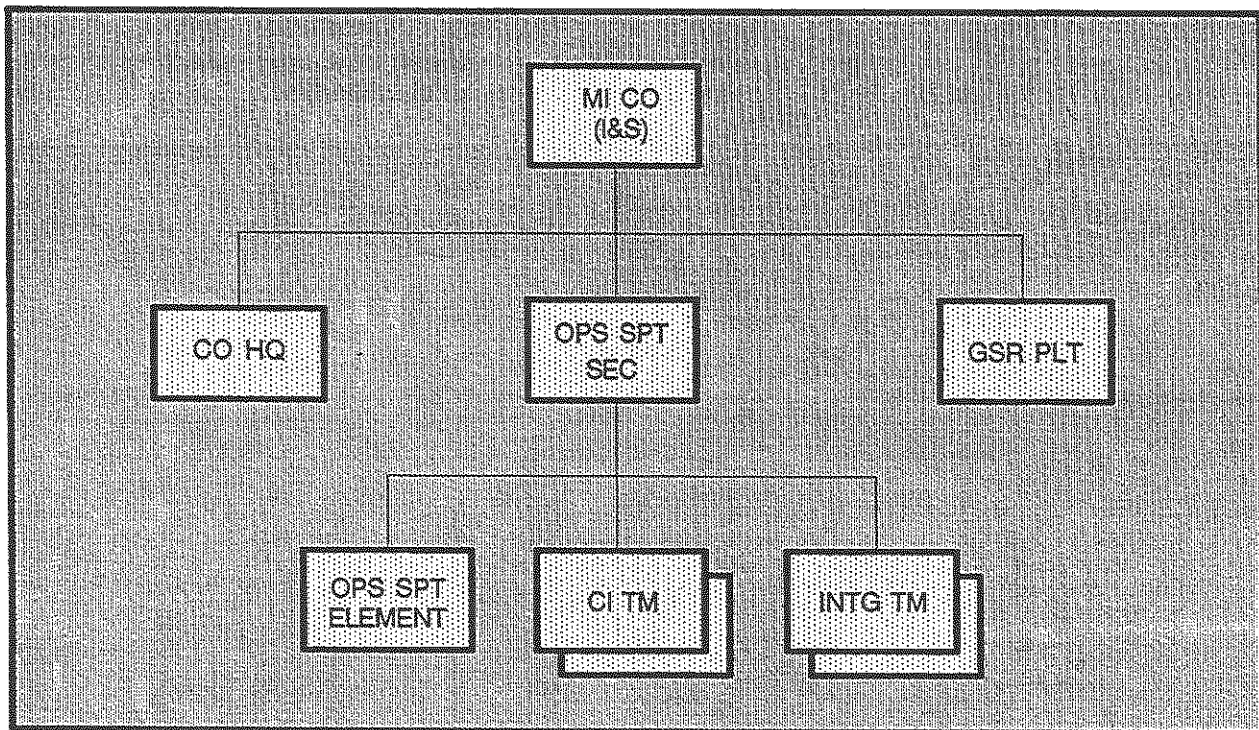 MI CO
(I&S)
CO HQ
OPS SPT
SEC
GSR PLT
OPS SPT
ELEMENT
CI TM
INTG TM